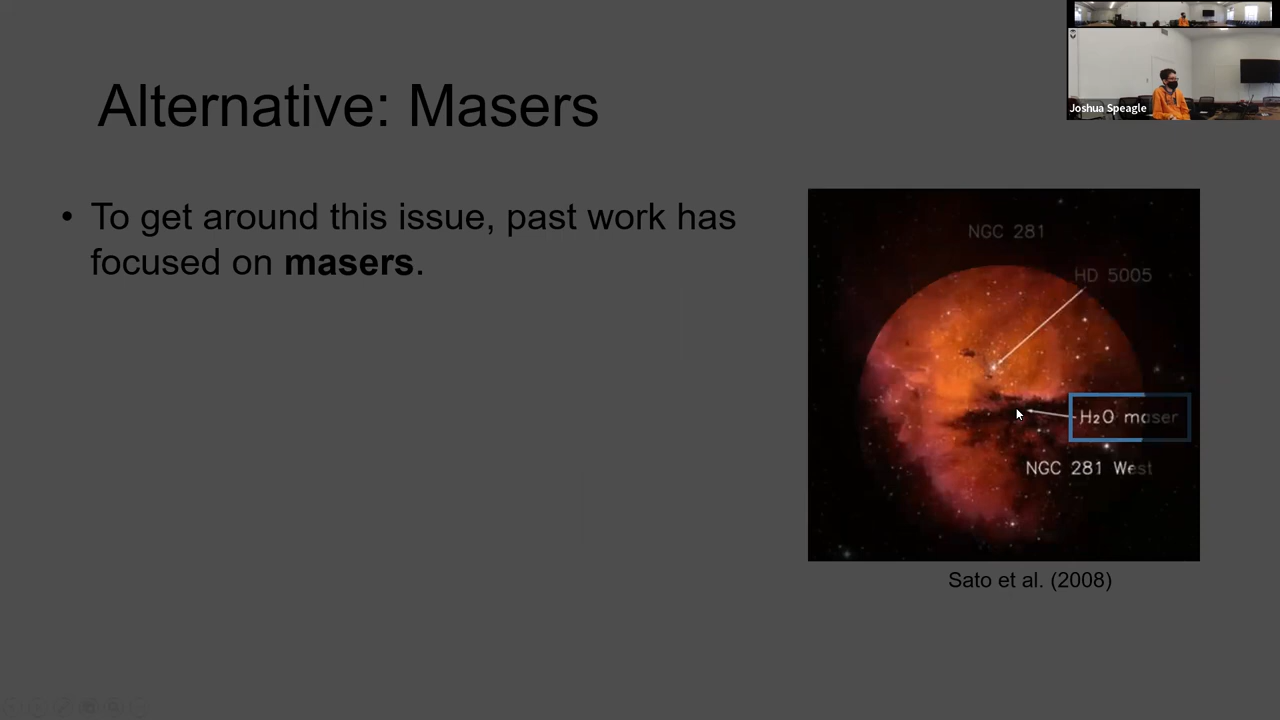 Joshua Speagle
Alternative: Masers
• To get around this issue, past work has
focused on masers.
NGC 281
HD 5005
H₂O maser
NGC 281 West
Sato et al. (2008)